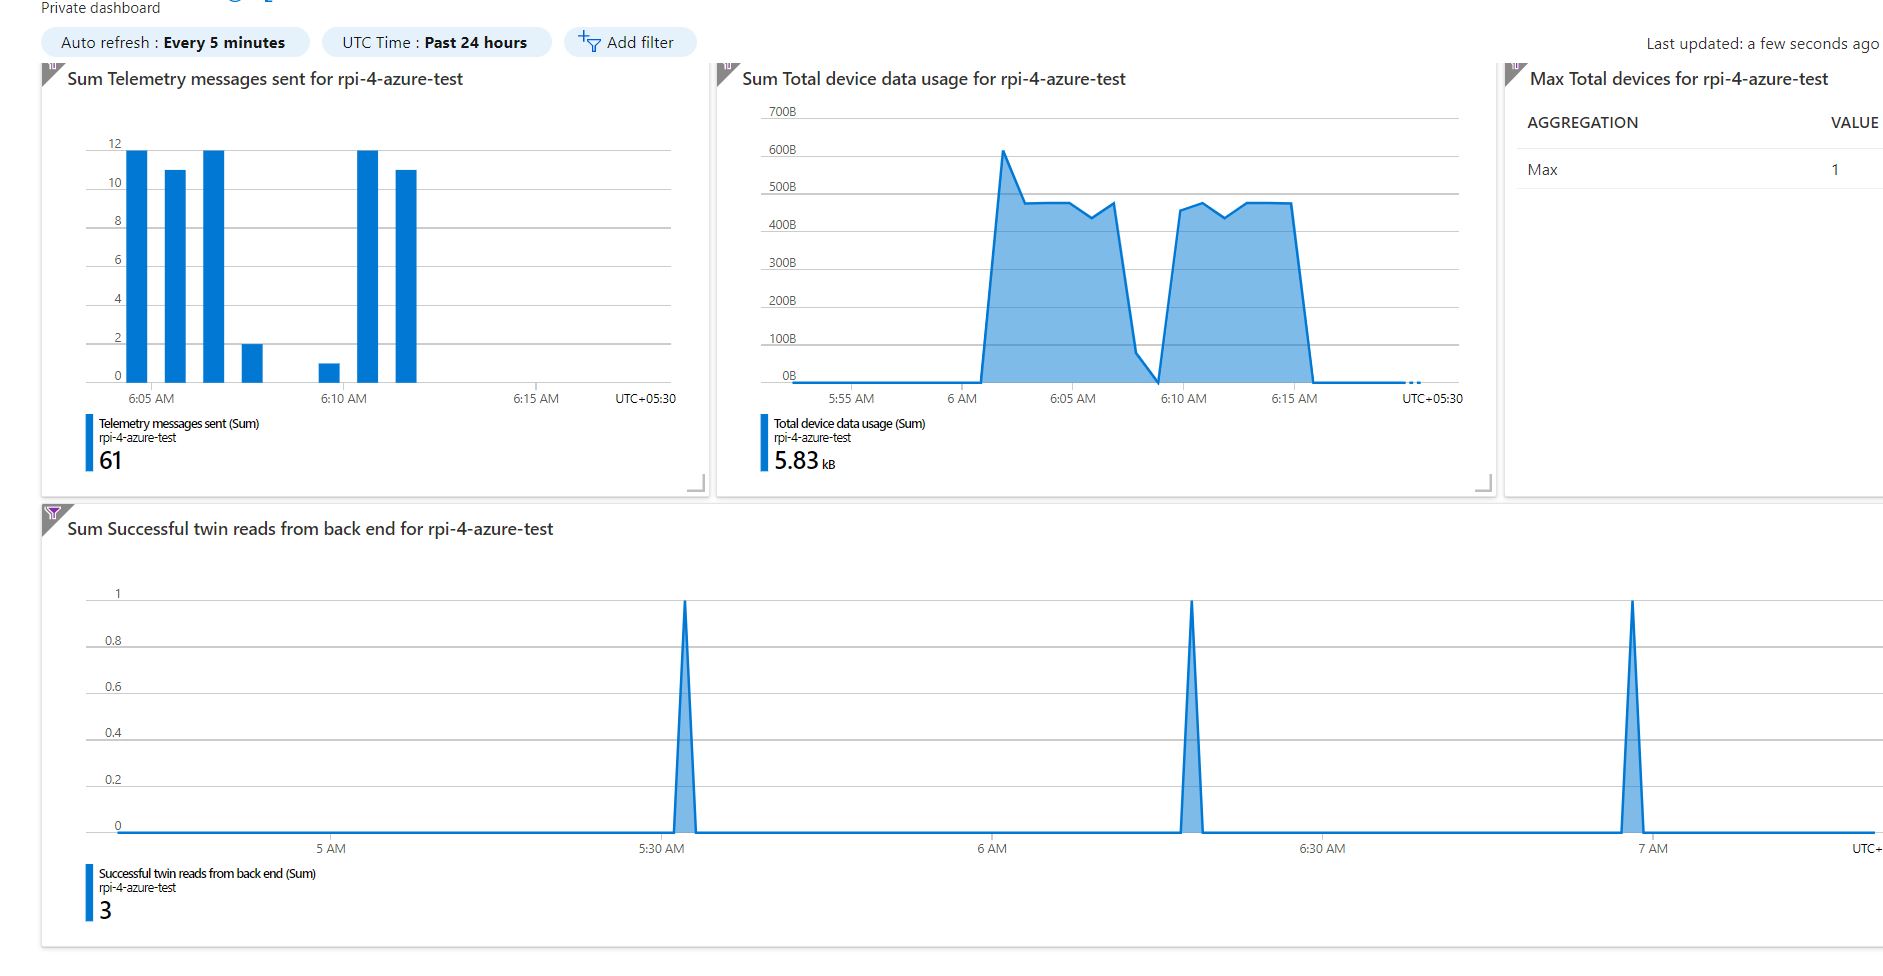 Private dashboard
Auto refresh : Every 5 minutes
UTC Time : Past 24 hours
Add filter
Last updated: a few seconds ago
Sum Telemetry messages sent for rpi-4-azure-test
12
10
8
6
4
2
0
6:05 AM
6:10 AM
6:15 AM
UTC+05:30
Telemetry messages sent (Sum)
rpi-4-azure-test
61
Sum Total device data usage for rpi-4-azure-test
700B
600B
500B
400B
300B
200B
100B
0B
5:55 AM
6 AM
6:05 AM
6:10 AM
6:15 AM
UTC+05:30
Total device data usage (Sum)
rpi-4-azure-test
5.83 kB
Max Total devices for rpi-4-azure-test
AGGREGATION VALUE
Max 1
Sum Successful twin reads from back end for rpi-4-azure-test
1
0.8
0.6
0.4
0.2
0
5 AM
5:30 AM
6 AM
6:30 AM
7 AM
UTC+
Successful twin reads from back end (Sum)
rpi-4-azure-test
3